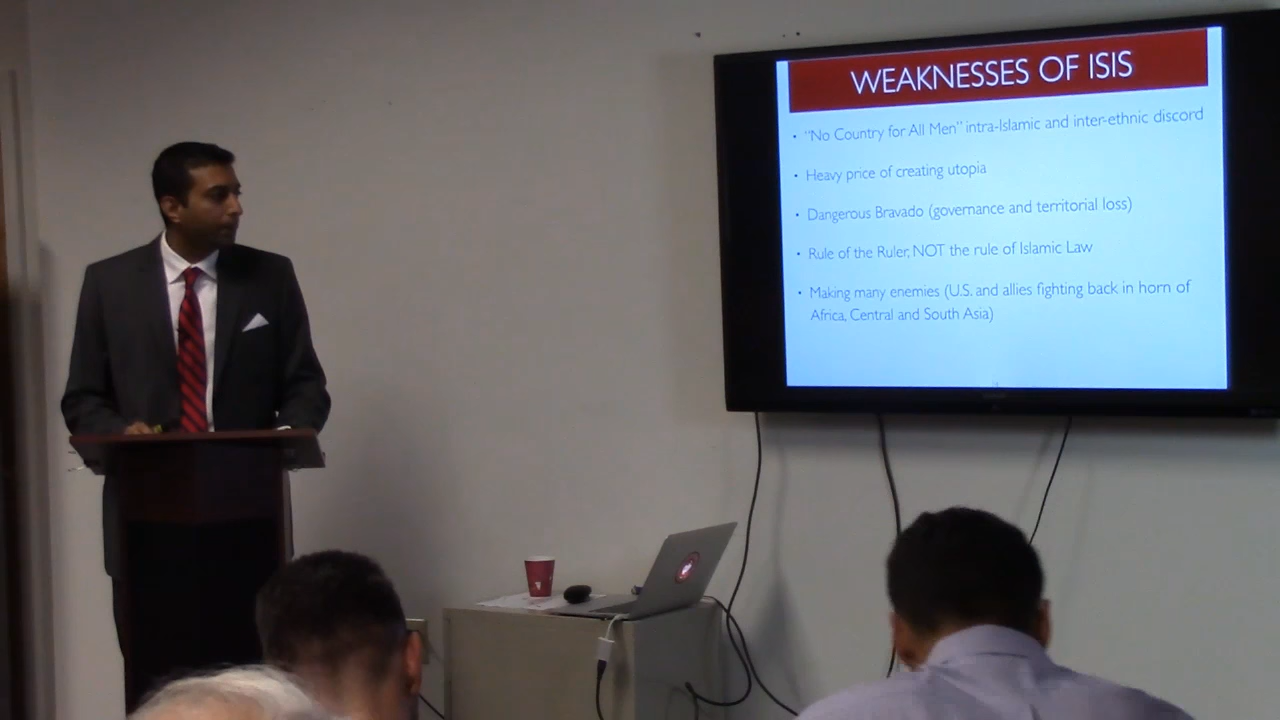 WEAKNESSES OF ISIS
• "No Country for All Men" intra-Islamic and inter-ethnic discord
• Heavy price of creating utopia
• Dangerous Bravado (governance and territorial loss)
• Rule of the Ruler, NOT the rule of Islamic Law
• Making many enemies (U.S. and allies fighting back in horn of
Africa, Central and South Asia)